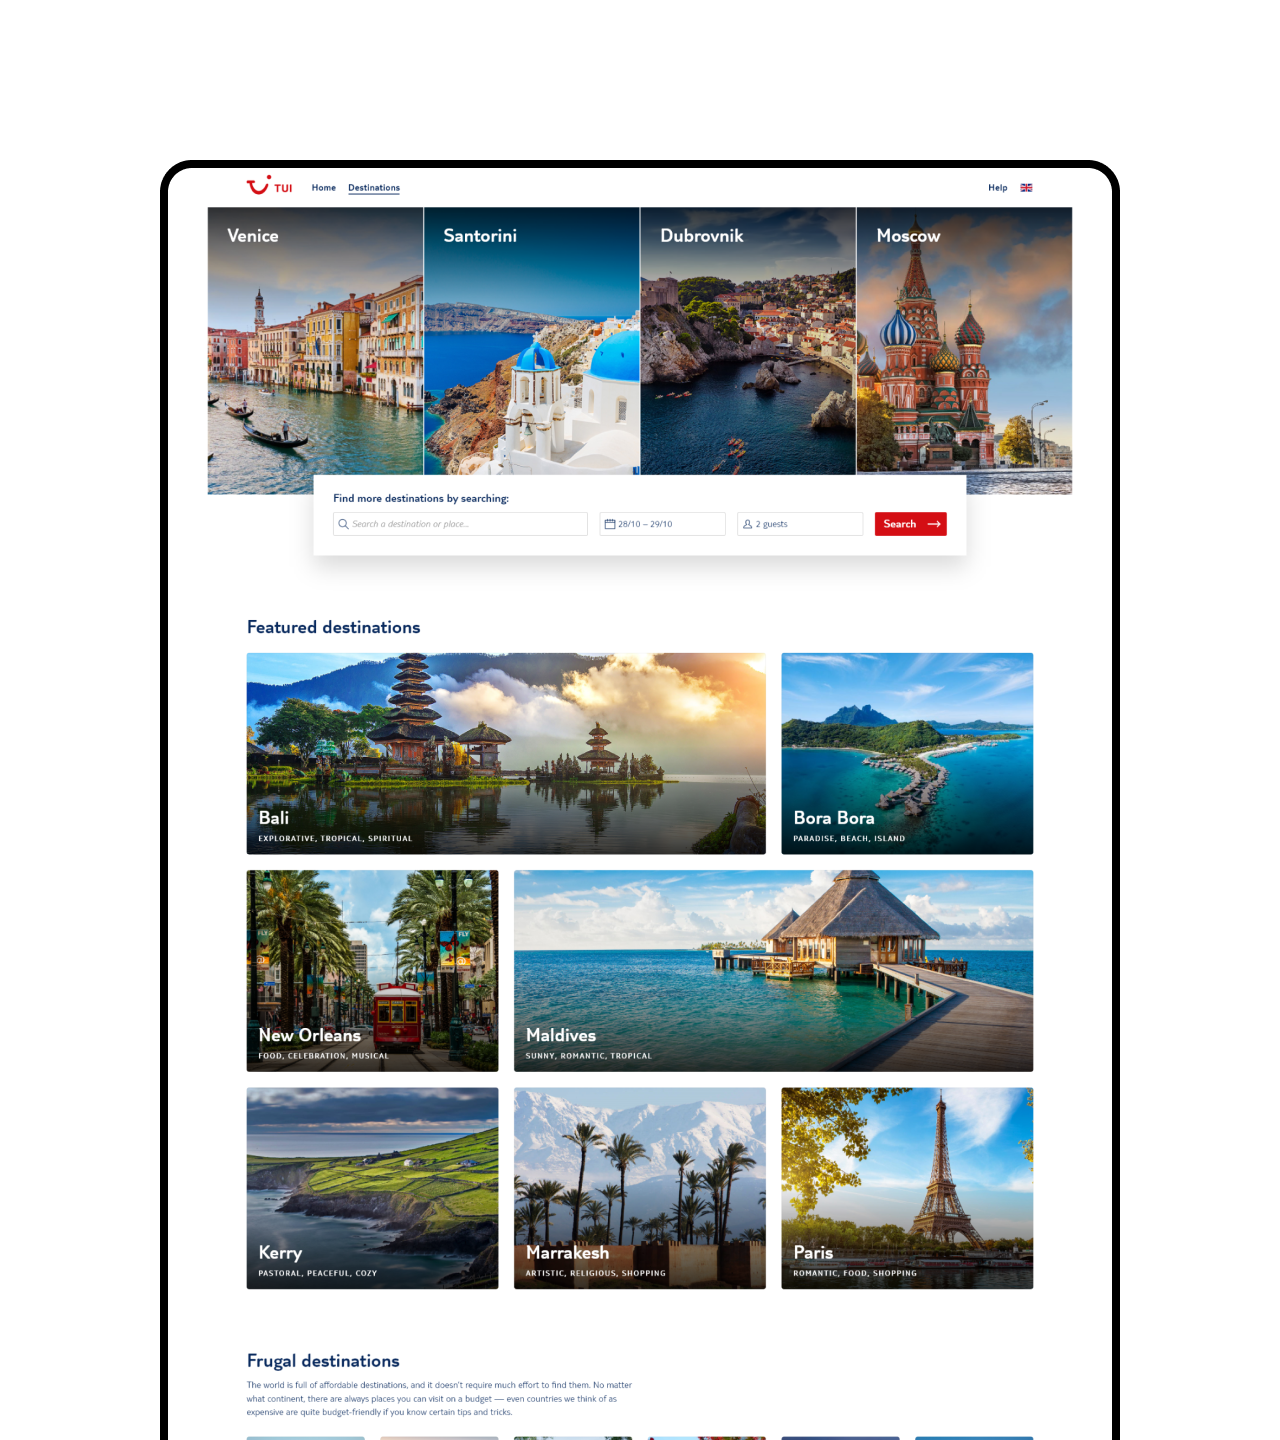 TUI
Home
Destinations
Help
Venice
Santorini
Dubrovnik
Moscow
Find more destinations by searching:
Search a destination or place...
28/10 – 29/10
2 guests
Search
Featured destinations
Bali
EXPLORATIVE, TROPICAL, SPIRITUAL
Bora Bora
PARADISE, BEACH, ISLAND
FLY
FLY
New Orleans
FOOD, CELEBRATION, MUSICAL
Maldives
SUNNY, ROMANTIC, TROPICAL
Kerry
PASTORAL, PEACEFUL, COZY
Marrakesh
ARTISTIC, RELIGIOUS, SHOPPING
Paris
ROMANTIC, FOOD, SHOPPING
Frugal destinations
The world is full of affordable destinations, and it doesn't require much effort to find them. No matter
what continent, there are always places you can visit on a budget — even countries we think of as
expensive are quite budget-friendly if you know certain tips and tricks.